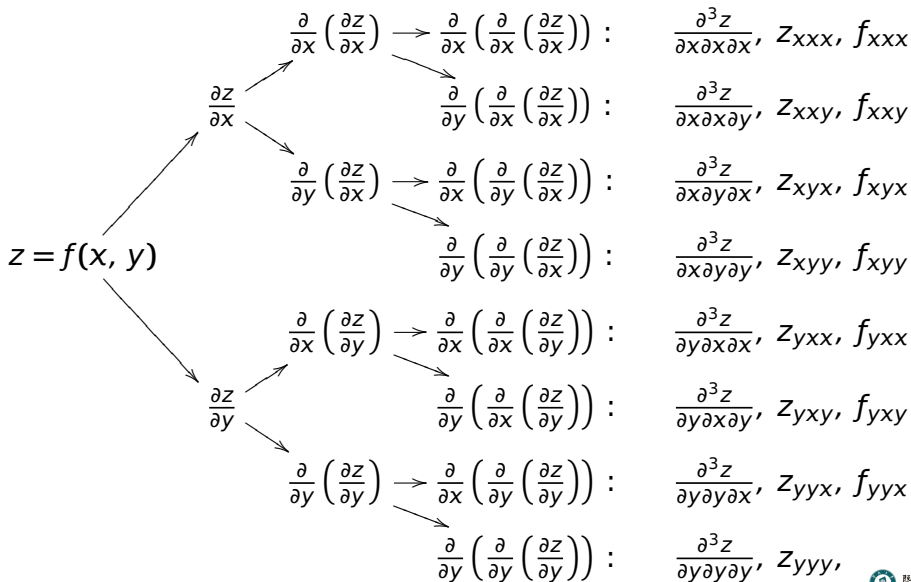 ∂/∂x (∂z/∂x) → ∂/∂x (∂/∂x (∂z/∂x)) : ∂³z/∂x∂x∂x, z_xxx, f_xxx
∂z/∂x ∂/∂y (∂/∂x (∂z/∂x)) : ∂³z/∂x∂x∂y, z_xxy, f_xxy
∂/∂y (∂z/∂x) → ∂/∂x (∂/∂y (∂z/∂x)) : ∂³z/∂x∂y∂x, z_xyx, f_xyx
z = f(x, y) ∂/∂y (∂/∂y (∂z/∂x)) : ∂³z/∂x∂y∂y, z_xyy, f_xyy
∂/∂x (∂z/∂y) → ∂/∂x (∂/∂x (∂z/∂y)) : ∂³z/∂y∂x∂x, z_yxx, f_yxx
∂z/∂y ∂/∂y (∂/∂x (∂z/∂y)) : ∂³z/∂y∂x∂y, z_yxy, f_yxy
∂/∂y (∂z/∂y) → ∂/∂x (∂/∂y (∂z/∂y)) : ∂³z/∂y∂y∂x, z_yyx, f_yyx
∂/∂y (∂/∂y (∂z/∂y)) : ∂³z/∂y∂y∂y, z_yyy,